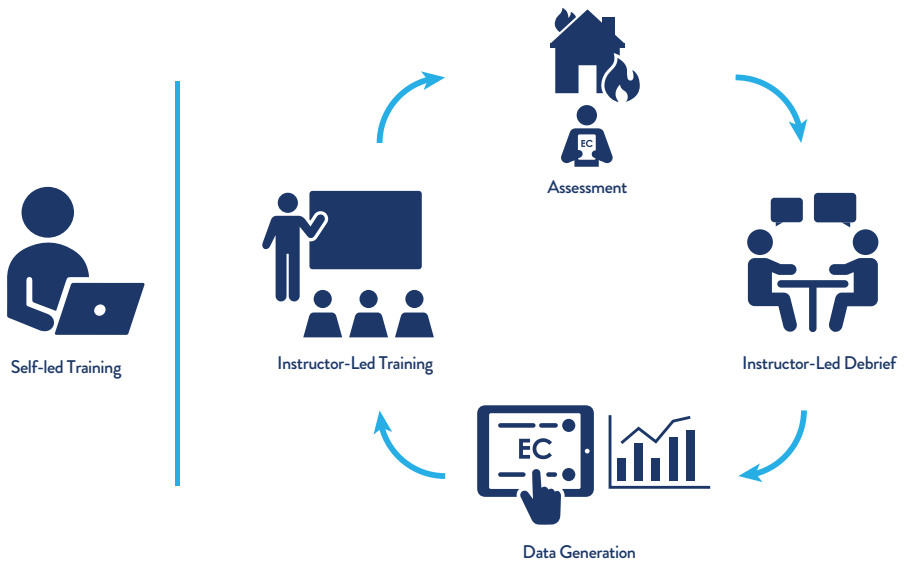 EC
Assessment
Self-led Training
Instructor-Led Training
Instructor-Led Debrief
EC
Data Generation